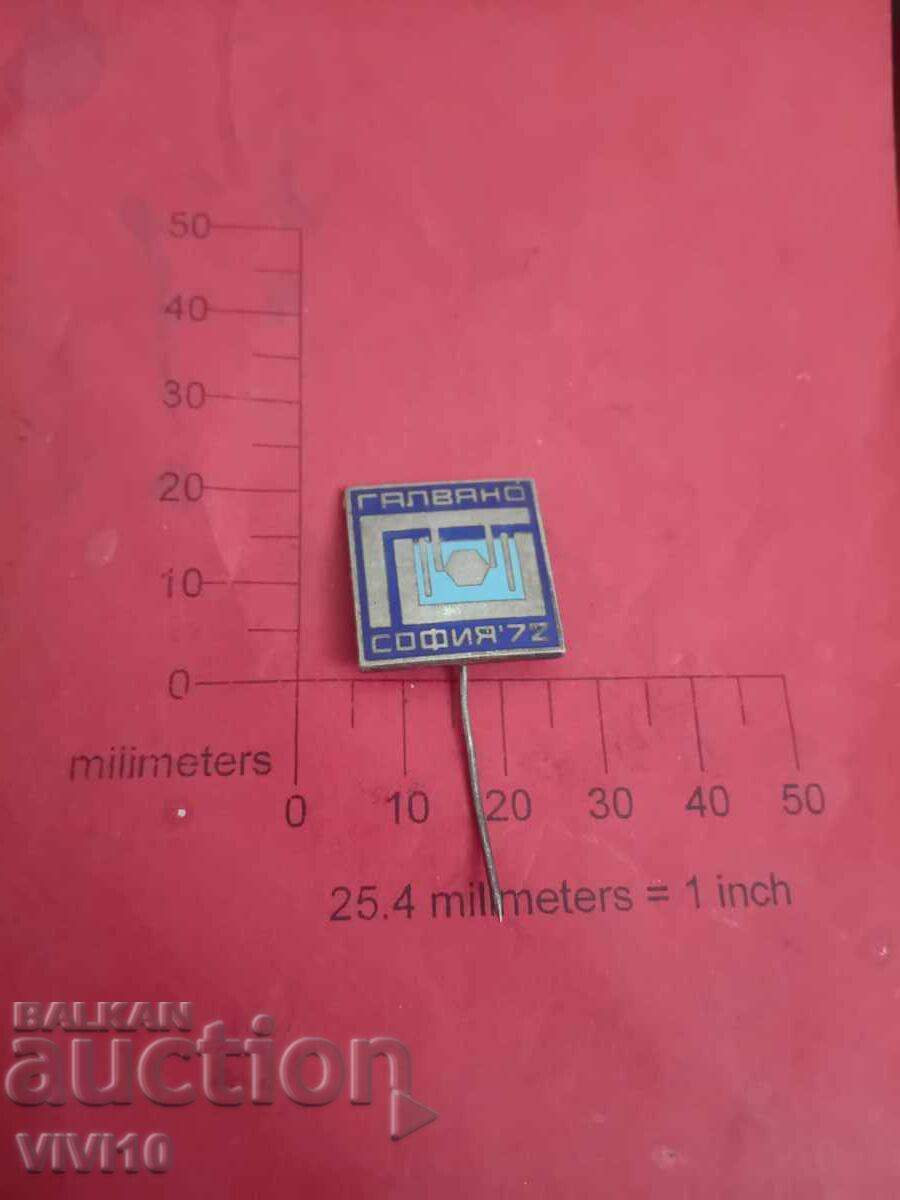 50
40
30
20
10
0
ГАЛВАНО
СОФИЯ '72
milimeters
0 10 20 30 40 50
25.4 milimeters = 1 inch
BALKAN
auction
VIVI10